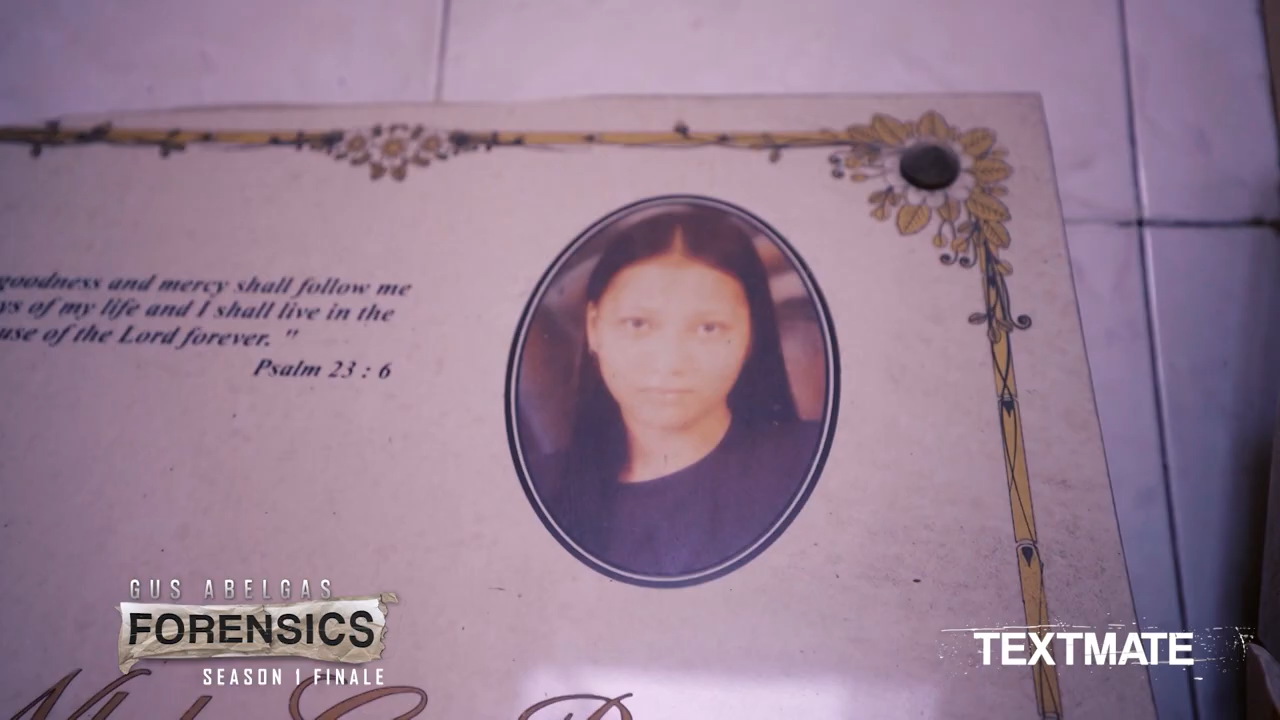 goodness and mercy shall follow me
of my life and I shall live in the
of the Lord forever. "
Psalm 23 : 6
GUS ABELGAS
FORENSICS
SEASON 1 FINALE
TEXTMATE